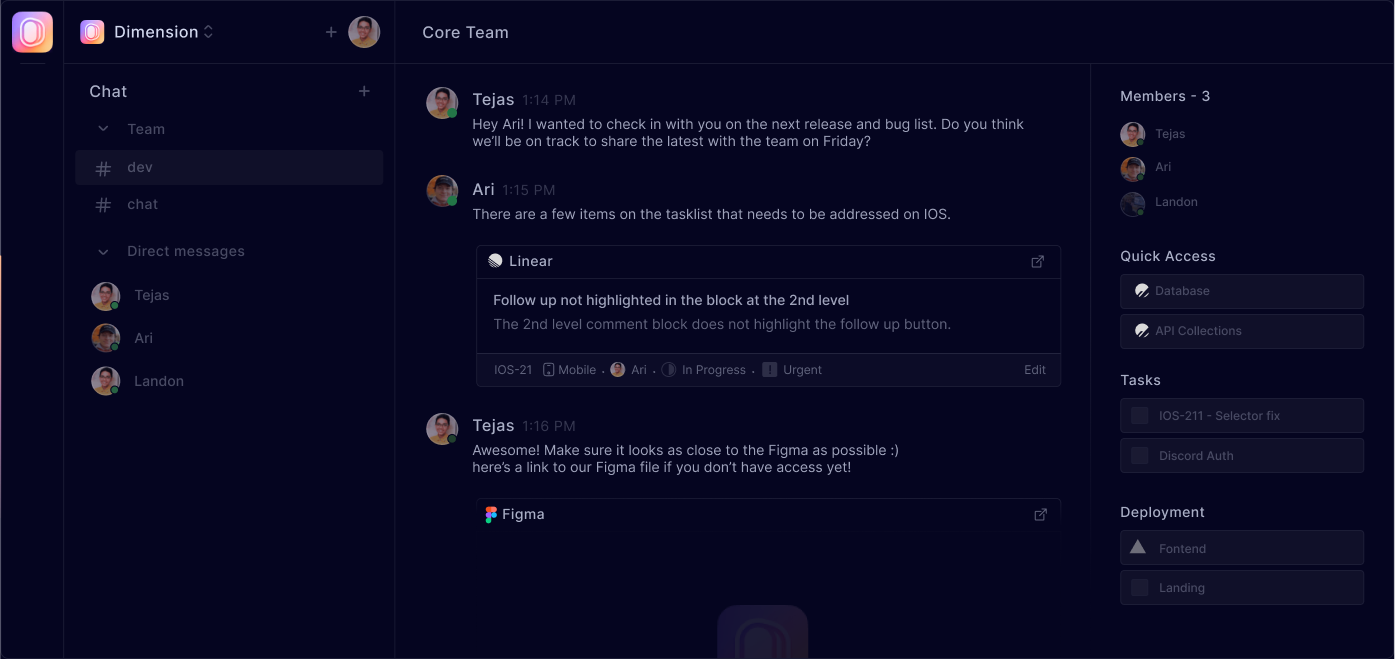 Dimension
Chat
Team
dev
chat
Direct messages
Tejas
Ari
Landon
Core Team
Tejas 1:14 PM
Hey Ari! I wanted to check in with you on the next release and bug list. Do you think
we’ll be on track to share the latest with the team on Friday?
Ari 1:15 PM
There are a few items on the tasklist that needs to be addressed on IOS.
Linear
Follow up not highlighted in the block at the 2nd level
The 2nd level comment block does not highlight the follow up button.
IOS-21 Mobile . Ari . In Progress . ! Urgent Edit
Tejas 1:16 PM
Awesome! Make sure it looks as close to the Figma as possible :)
here’s a link to our Figma file if you don’t have access yet!
Figma
Members - 3
Tejas
Ari
Landon
Quick Access
Database
API Collections
Tasks
IOS-211 - Selector fix
Discord Auth
Deployment
Fontend
Landing